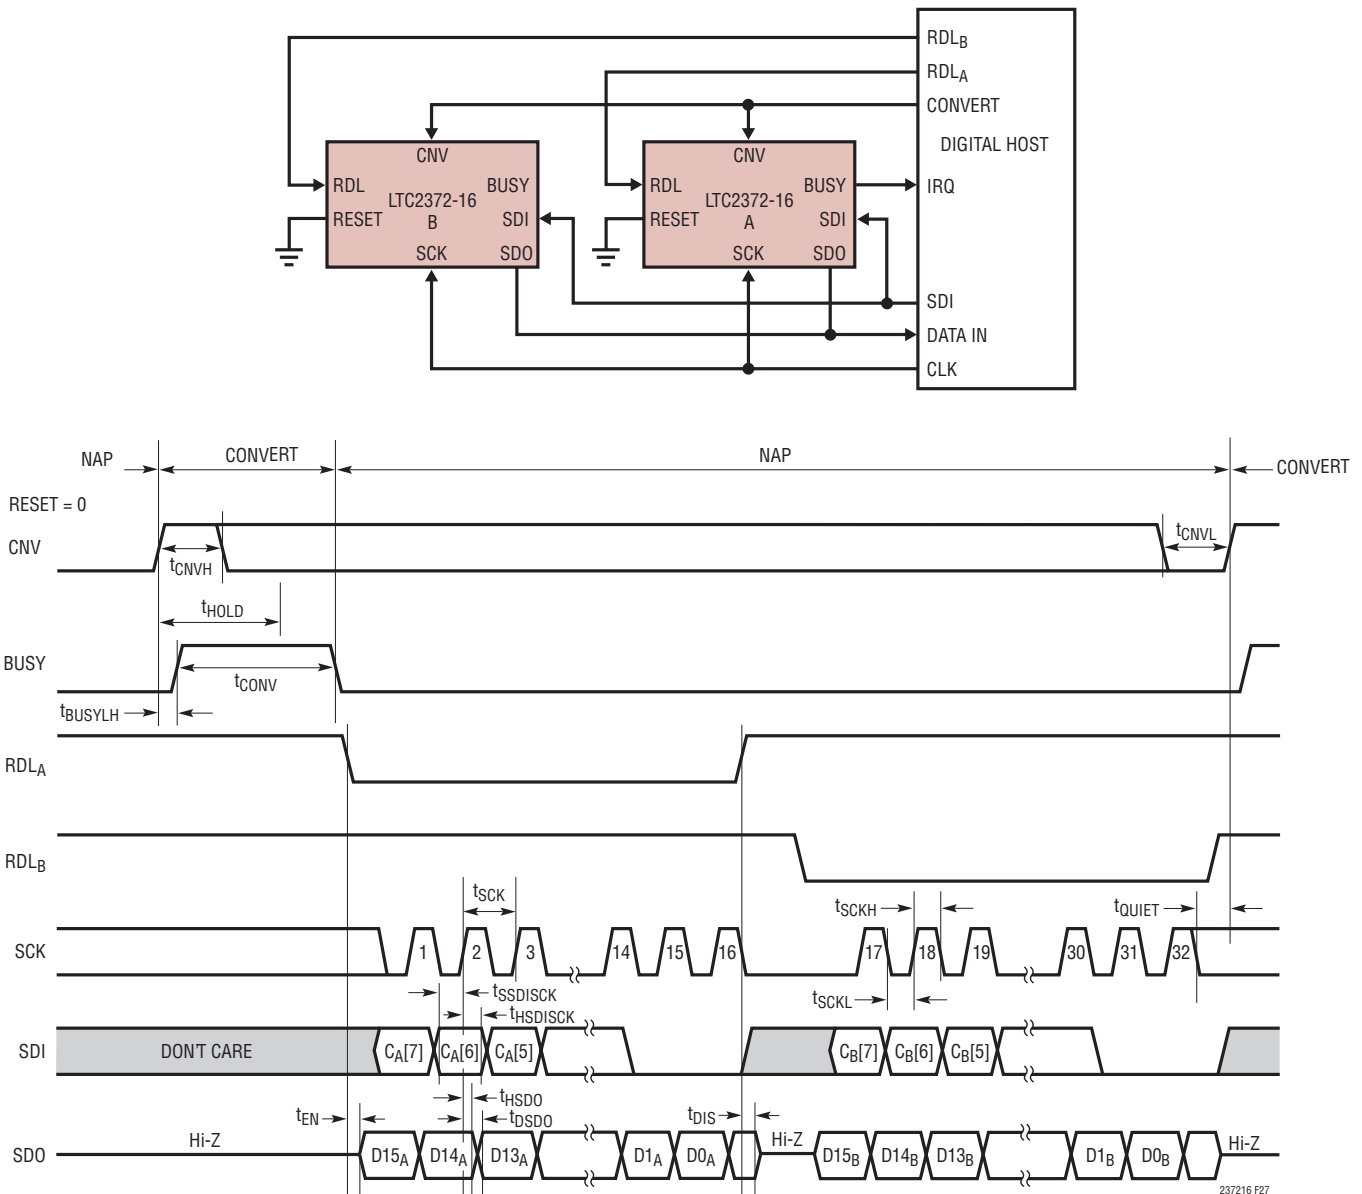 RDLB
RDLA
CONVERT
DIGITAL HOST
CNV
CNV
RDL
BUSY
RDL
BUSY
IRQ
LTC2372-16
LTC2372-16
RESET
B
SDI
RESET
A
SDI
SCK
SDO
SCK
SDO
SDI
DATA IN
CLK
NAP
CONVERT
NAP
CONVERT
RESET = 0
CNV
tCNVH
tCNVL
tHOLD
BUSY
tCONV
tBUSYLH
RDLA
RDLB
tSCK
tSCKH
tQUIET
SCK
1
2
3
14
15
16
17
18
19
30
31
32
tSSDISCK
tHSDISCK
tSCKL
SDI
DON'T CARE
CA[7]
CA[6]
CA[5]
CB[7]
CB[6]
CB[5]
tHSDO
tEN
tDSDO
tDIS
SDO
Hi-Z
D15A
D14A
D13A
D1A
D0A
Hi-Z
D15B
D14B
D13B
D1B
D0B
Hi-Z
237216 F27